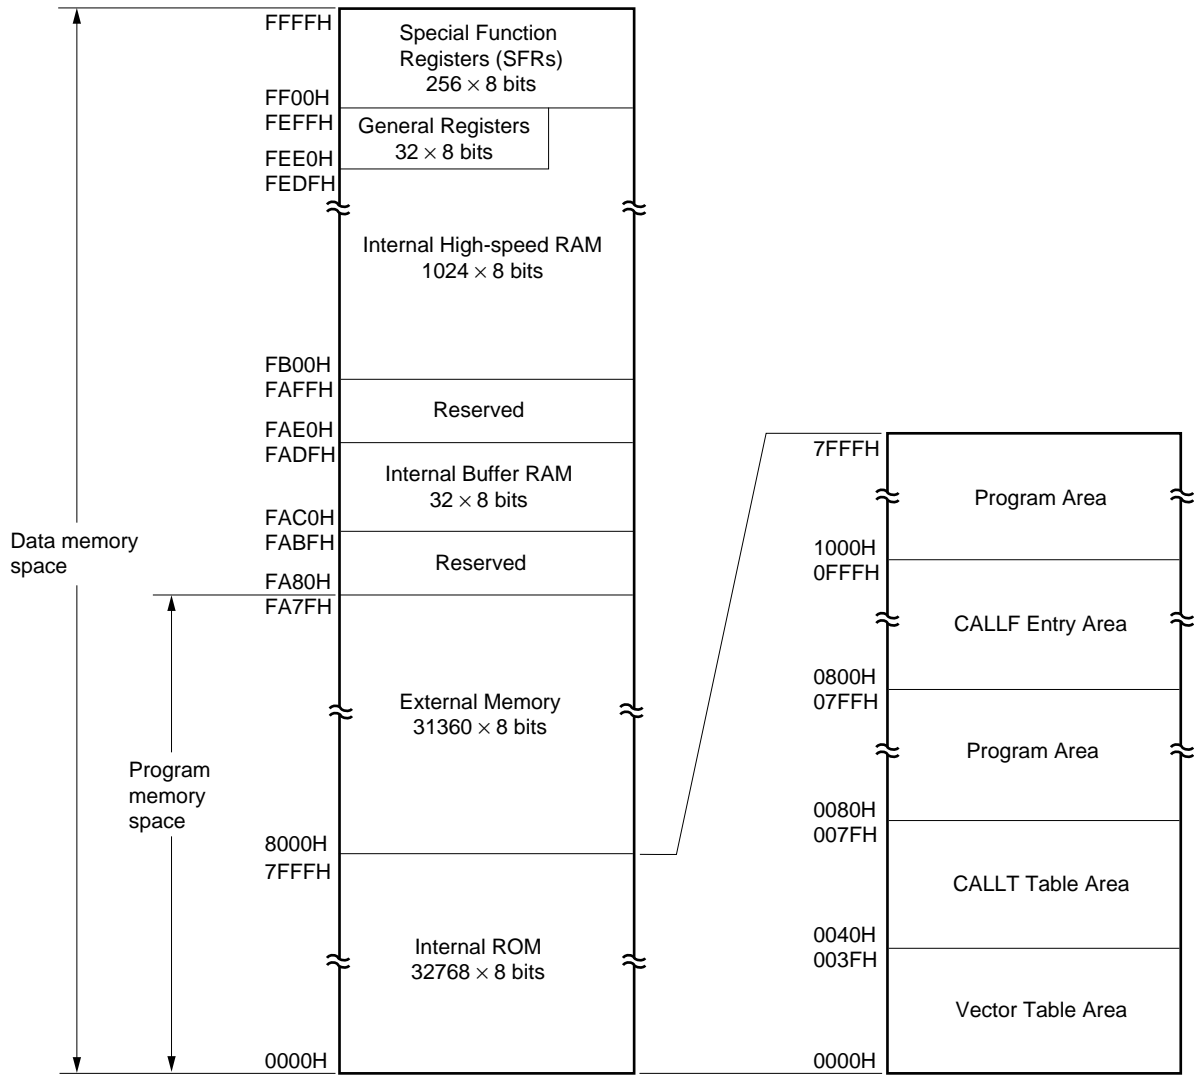 FFFFH
Special Function
Registers (SFRs)
256 × 8 bits
FF00H
FEFFH
General Registers
32 × 8 bits
FEE0H
FEDFH
Internal High-speed RAM
1024 × 8 bits
FB00H
FAFFH
Reserved
FAE0H
FADFH
Internal Buffer RAM
32 × 8 bits
FAC0H
FABFH
Reserved
FA80H
FA7FH
Data memory
space
External Memory
31360 × 8 bits
Program
memory
space
8000H
7FFFH
Internal ROM
32768 × 8 bits
0000H
7FFFH
Program Area
1000H
0FFFH
CALLF Entry Area
0800H
07FFH
Program Area
0080H
007FH
CALLT Table Area
0040H
003FH
Vector Table Area
0000H